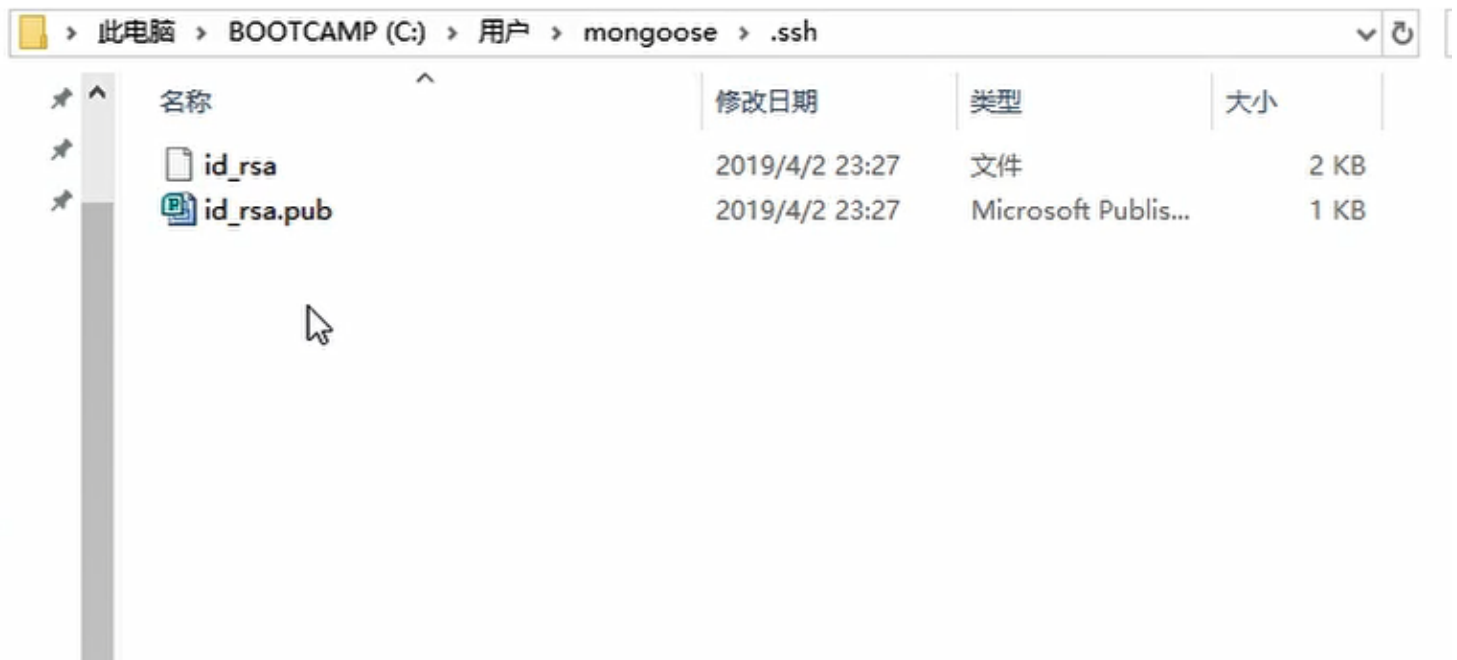 此电脑 > BOOTCAMP (C:) > 用户 > mongoose > .ssh
名称 修改日期 类型 大小
id_rsa 2019/4/2 23:27 文件 2 KB
id_rsa.pub 2019/4/2 23:27 Microsoft Publis... 1 KB